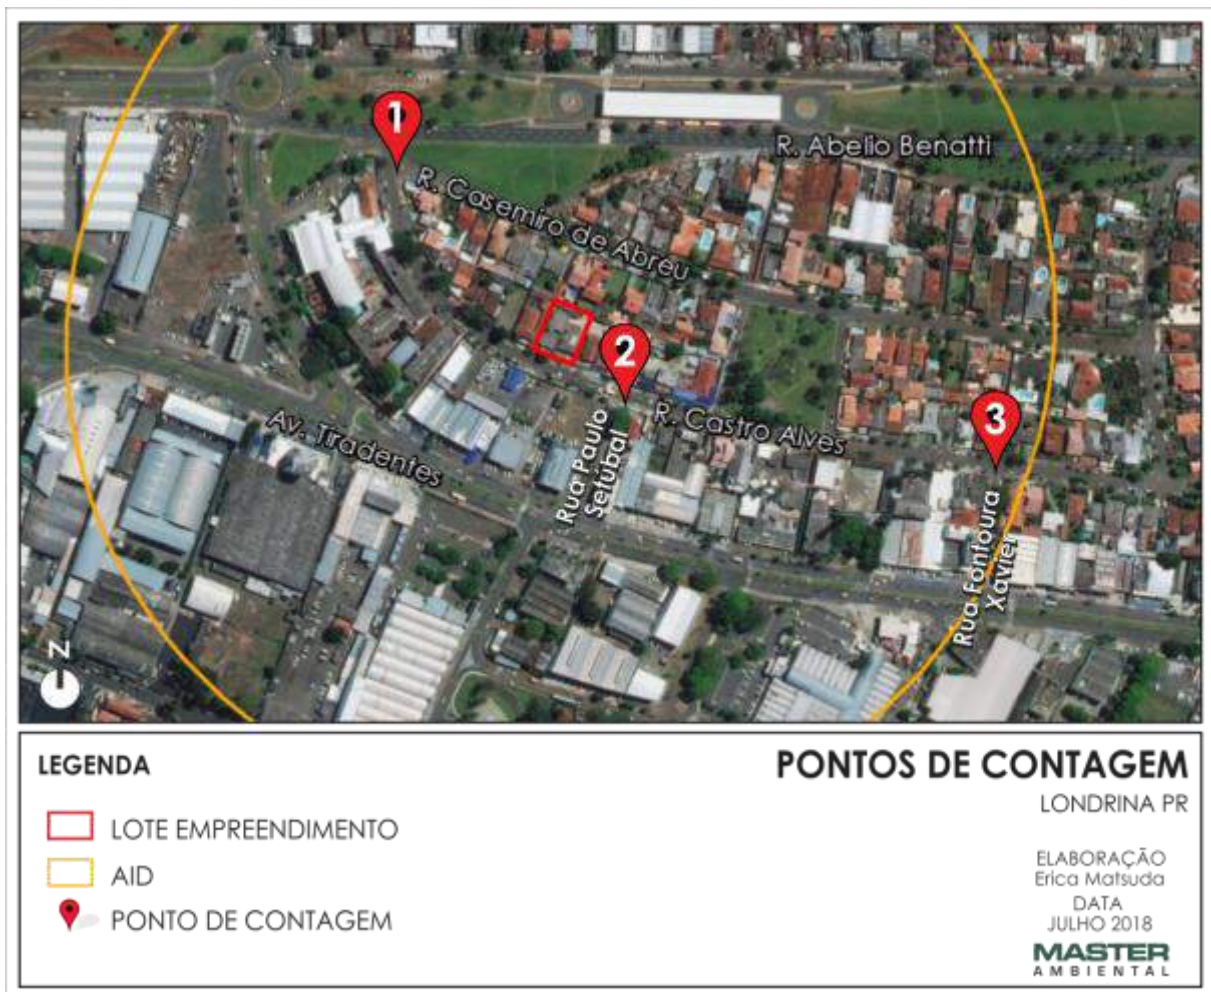 1
R. Abelio Benatti
R. Casemiro de Abreu
2
R. Castro Alves
3
Av. Tiradentes
Rua Paulo
Setúbal
Rua Fontoura
Xavier
N
LEGENDA
LOTE EMPREENDIMENTO
AID
PONTO DE CONTAGEM
PONTOS DE CONTAGEM
LONDRINA PR
ELABORAÇÃO
Erica Matsuda
DATA
JULHO 2018
MASTER
AMBIENTAL